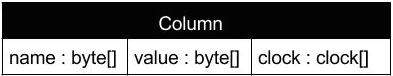 Column
name : byte[] value : byte[] clock : clock[]